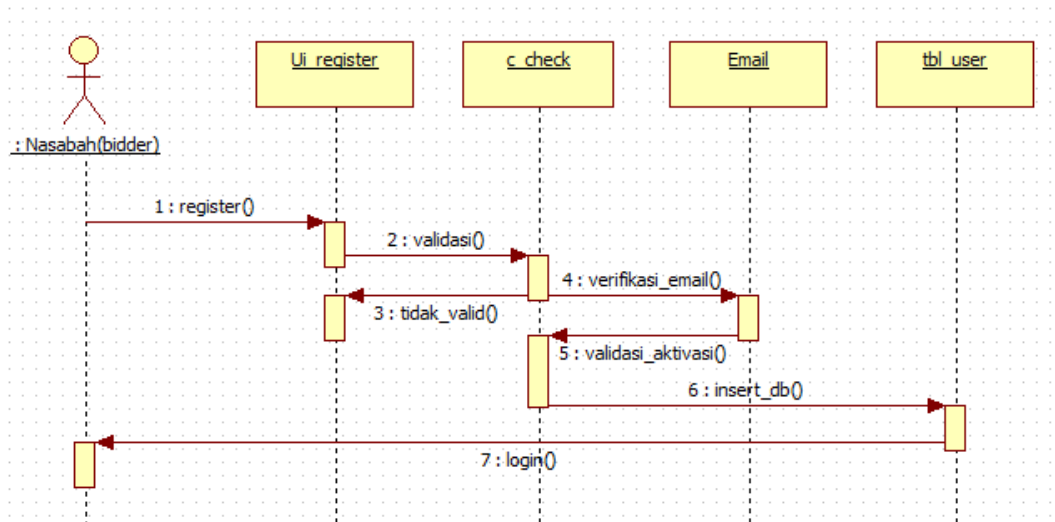 Ui_register
c_check
Email
tbl_user
: Nasabah(bidder)
1 : register()
2 : validasi()
4 : verifikasi_email()
3 : tidak_valid()
5 : validasi_aktivasi()
6 : insert_db()
7 : login()